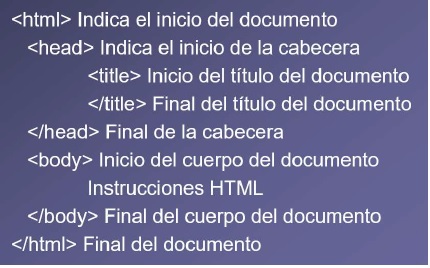 <html> Indica el inicio del documento
<head> Indica el inicio de la cabecera
<title> Inicio del título del documento
</title> Final del título del documento
</head> Final de la cabecera
<body> Inicio del cuerpo del documento
Instrucciones HTML
</body> Final del cuerpo del documento
</html> Final del documento